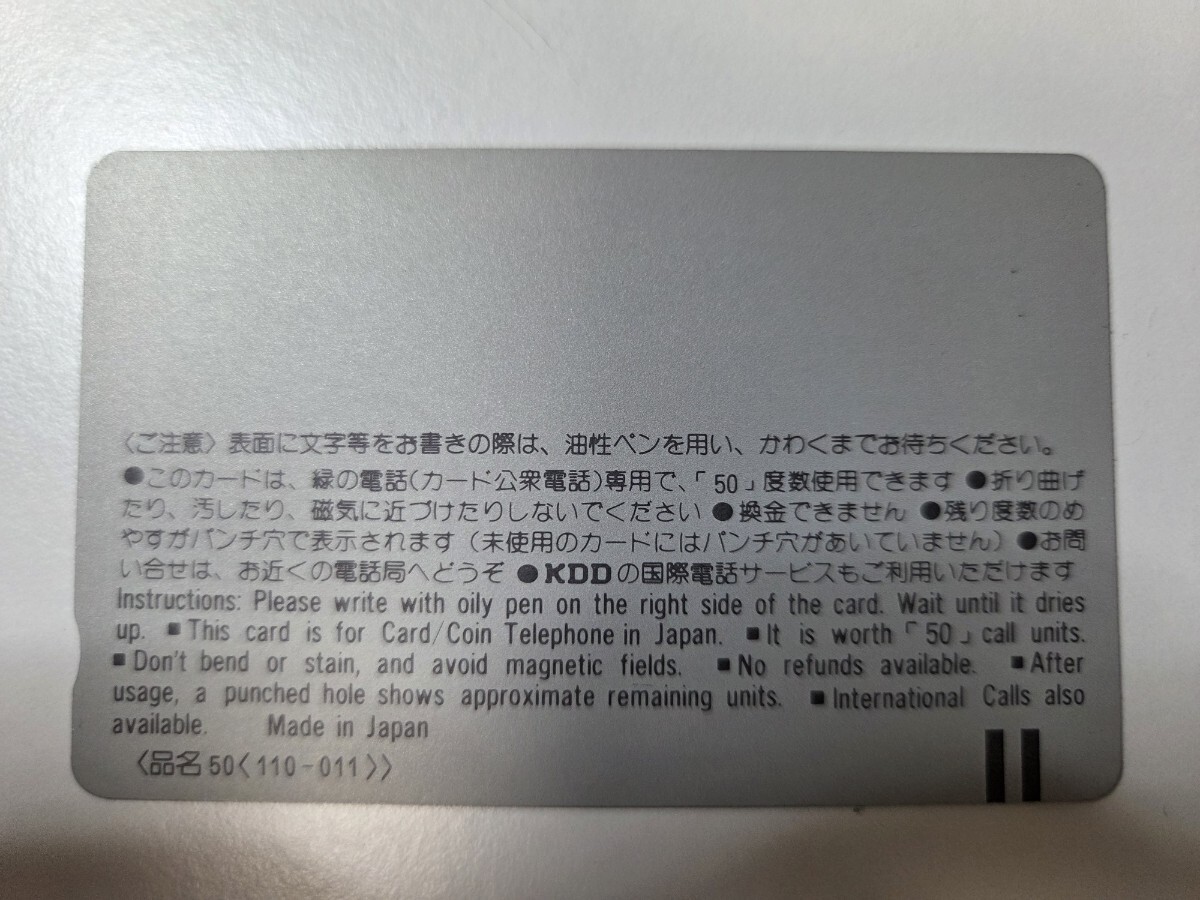 〈ご注意〉表面に文字等をお書きの際は、油性ペンを用い、かわくまでお待ちください。
●このカードは、緑の電話(カード公衆電話)専用で、「50」度数使用できます ●折り曲げ
たり、汚したり、磁気に近づけたりしないでください ●換金できません ●残り度数のめ
やすがパンチ穴で表示されます(未使用のカードにはパンチ穴があいていません) ●お問
い合せは、お近くの電話局へどうぞ ●KDDの国際電話サービスもご利用いただけます
Instructions: Please write with oily pen on the right side of the card. Wait until it dries
up. ■This card is for Card/Coin Telephone in Japan. ■It is worth「50」call units.
■Don't bend or stain, and avoid magnetic fields. ■No refunds available. ■After
usage, a punched hole shows approximate remaining units. ■International Calls also
available. Made in Japan
〈品名50〈110-011〉〉